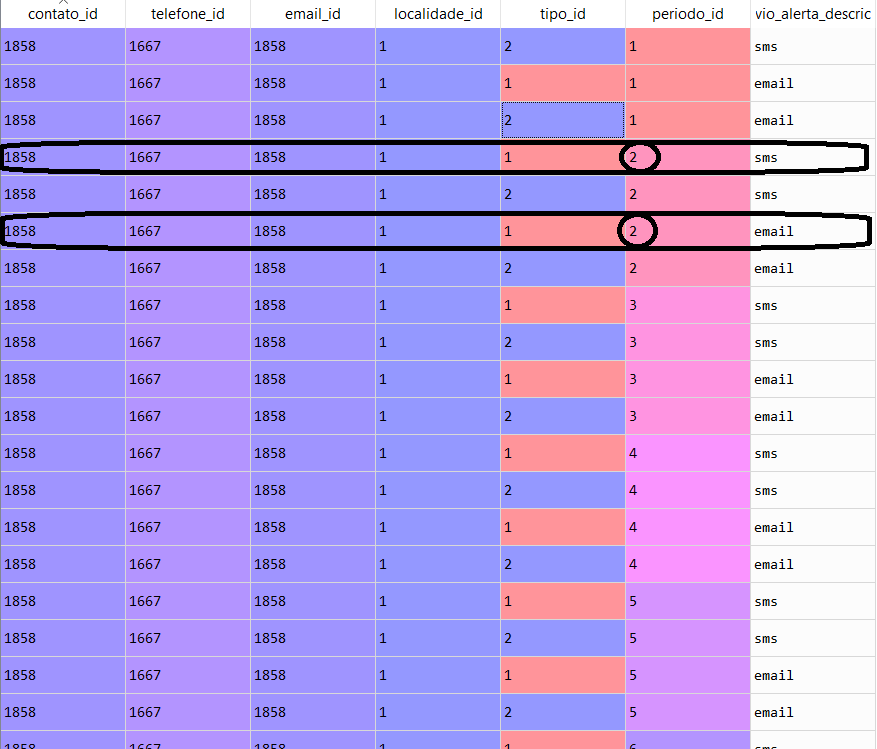 contato_id telefone_id email_id localidade_id tipo_id periodo_id vio_alerta_descric
1858 1667 1858 1 2 1 sms
1858 1667 1858 1 1 1 email
1858 1667 1858 1 2 1 email
1858 1667 1858 1 1 2 sms
1858 1667 1858 1 2 2 sms
1858 1667 1858 1 1 2 email
1858 1667 1858 1 2 2 email
1858 1667 1858 1 1 3 sms
1858 1667 1858 1 2 3 sms
1858 1667 1858 1 1 3 email
1858 1667 1858 1 2 3 email
1858 1667 1858 1 1 4 sms
1858 1667 1858 1 2 4 sms
1858 1667 1858 1 1 4 email
1858 1667 1858 1 2 4 email
1858 1667 1858 1 1 5 sms
1858 1667 1858 1 2 5 sms
1858 1667 1858 1 1 5 email
1858 1667 1858 1 2 5 email
1858 1667 1858 1 1 6 sms